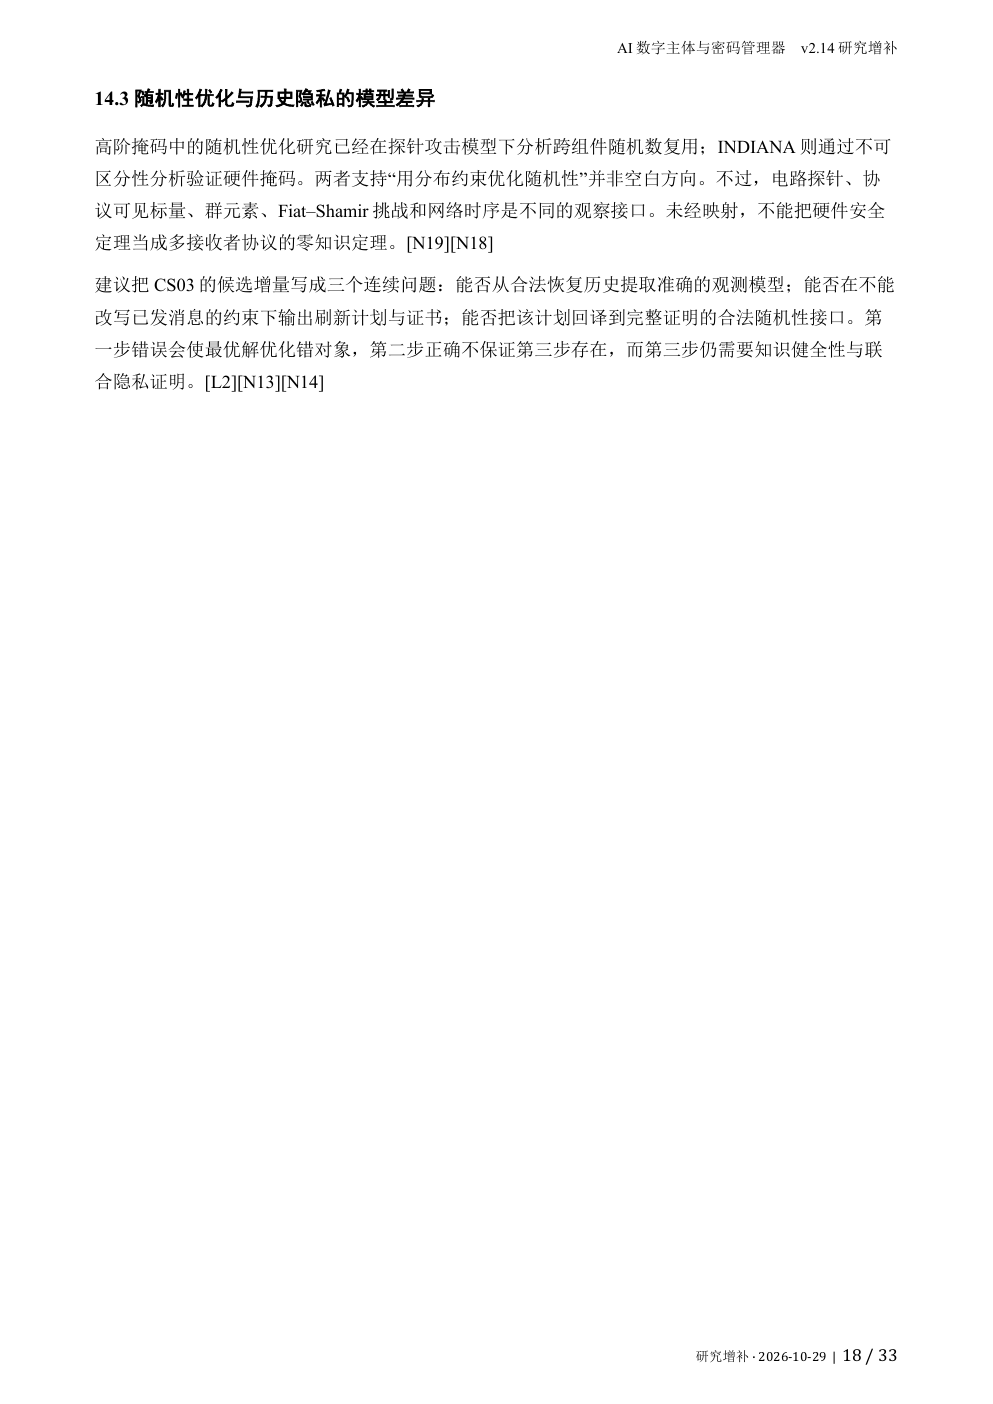 AI 数字主体与密码管理器 v2.14 研究增补
14.3 随机性优化与历史隐私的模型差异
高阶掩码中的随机性优化研究已经在探针攻击模型下分析跨组件随机数复用；INDIANA 则通过不可
区分性分析验证硬件掩码。两者支持“用分布约束优化随机性”并非空白方向。不过，电路探针、协
议可见标量、群元素、Fiat–Shamir 挑战和网络时序是不同的观察接口。未经映射，不能把硬件安全
定理当成多接收者协议的零知识定理。[N19][N18]
建议把 CS03 的候选增量写成三个连续问题：能否从合法恢复历史提取准确的观测模型；能否在不能
改写已发消息的约束下输出刷新计划与证书；能否把该计划回译到完整证明的合法随机性接口。第
一步错误会使最优解优化错对象，第二步正确不保证第三步存在，而第三步仍需要知识健全性与联
合隐私证明。[L2][N13][N14]
研究增补 · 2026-10-29 | 18 / 33